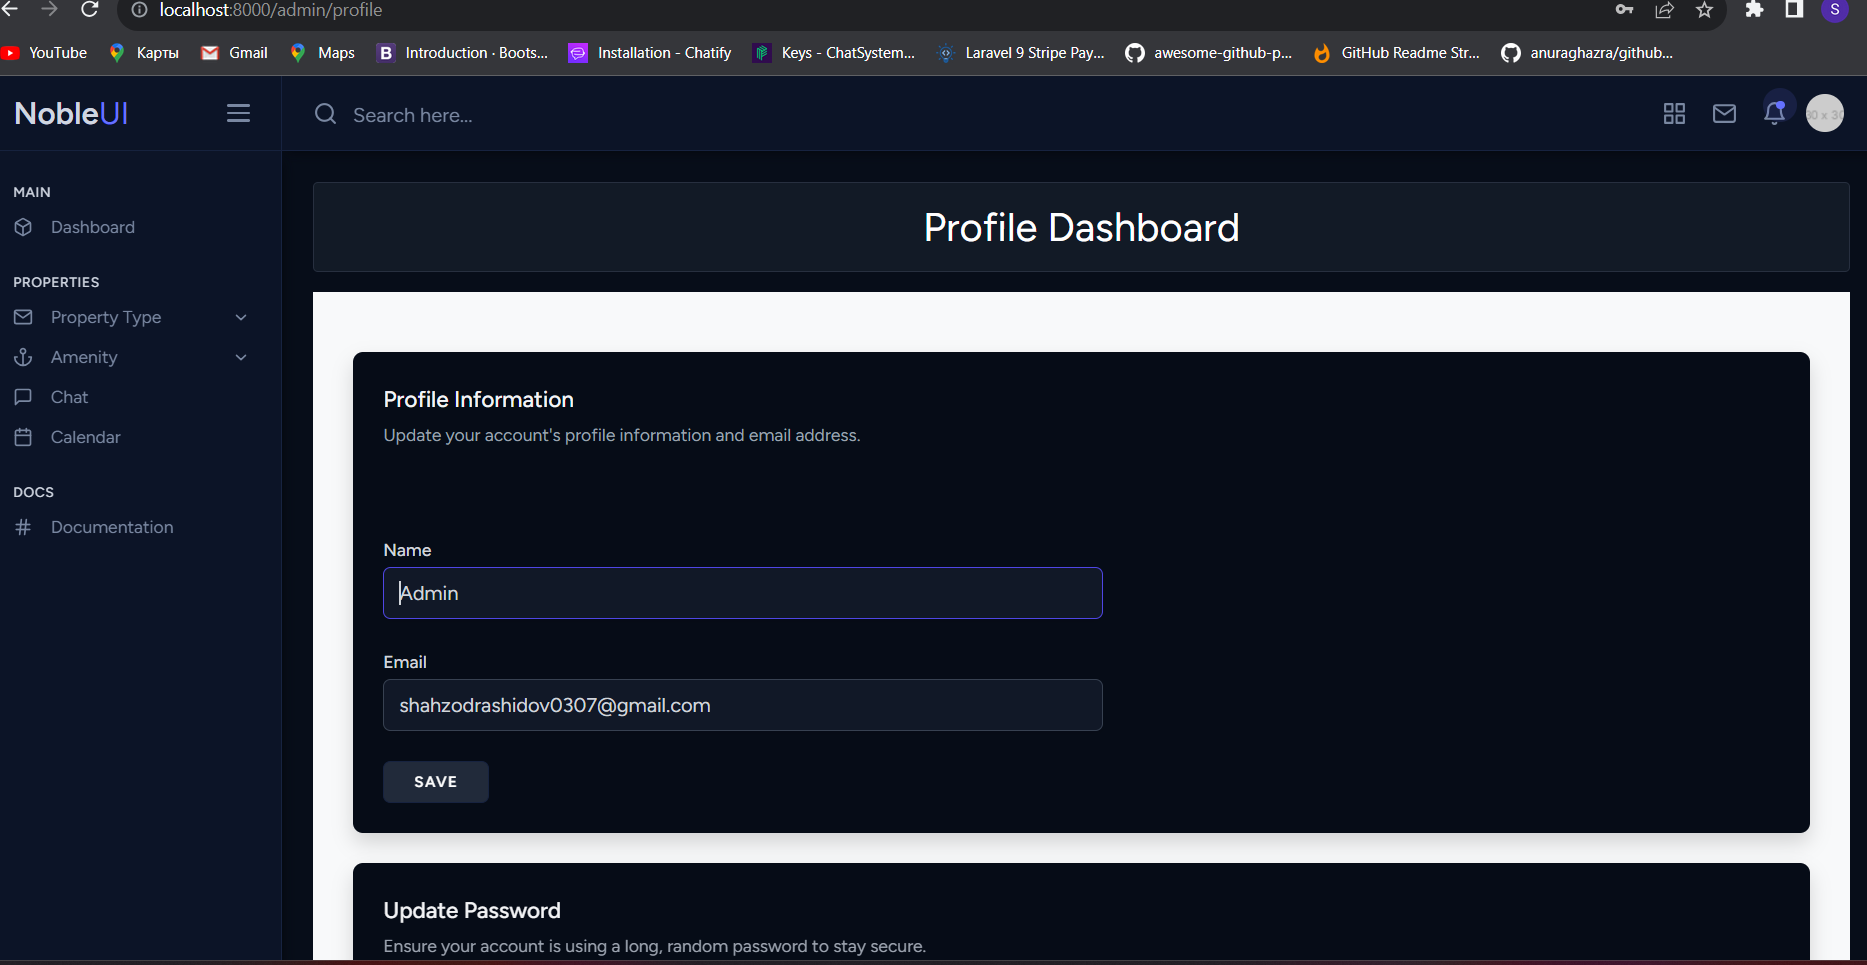 localhost:8000/admin/profile
YouTube Карты Gmail Maps B Introduction · Boots... Installation - Chatify Keys - ChatSystem... Laravel 9 Stripe Pay... awesome-github-p... GitHub Readme Str... anuraghazra/github...
S
NobleUI
Search here...
30 x 30
MAIN
Dashboard
PROPERTIES
Property Type
Amenity
Chat
Calendar
DOCS
Documentation
Profile Dashboard
Profile Information
Update your account's profile information and email address.
Name
Admin
Email
shahzodrashidov0307@gmail.com
SAVE
Update Password
Ensure your account is using a long, random password to stay secure.